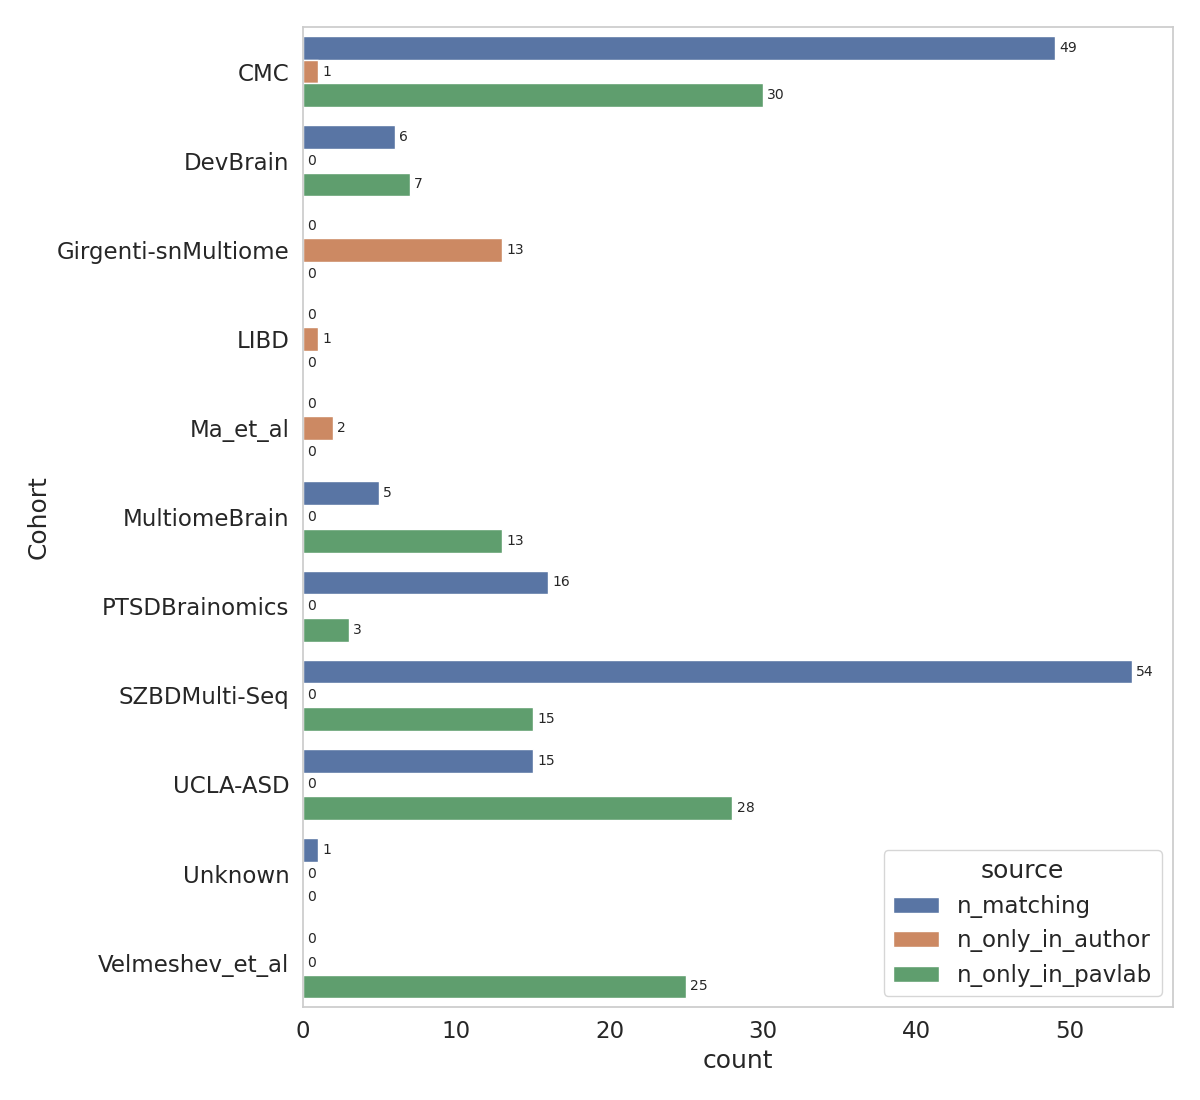 CMC
49
1
30
DevBrain
6
0
7
Girgenti-snMultiome
0
13
0
LIBD
0
1
0
Ma_et_al
0
2
0
MultiomeBrain
5
0
13
PTSDBrainomics
16
0
3
SZBDMulti-Seq
54
0
15
UCLA-ASD
15
0
28
Unknown
1
0
0
Velmeshev_et_al
0
0
25
Cohort
0 10 20 30 40 50
count
source
n_matching
n_only_in_author
n_only_in_pavlab